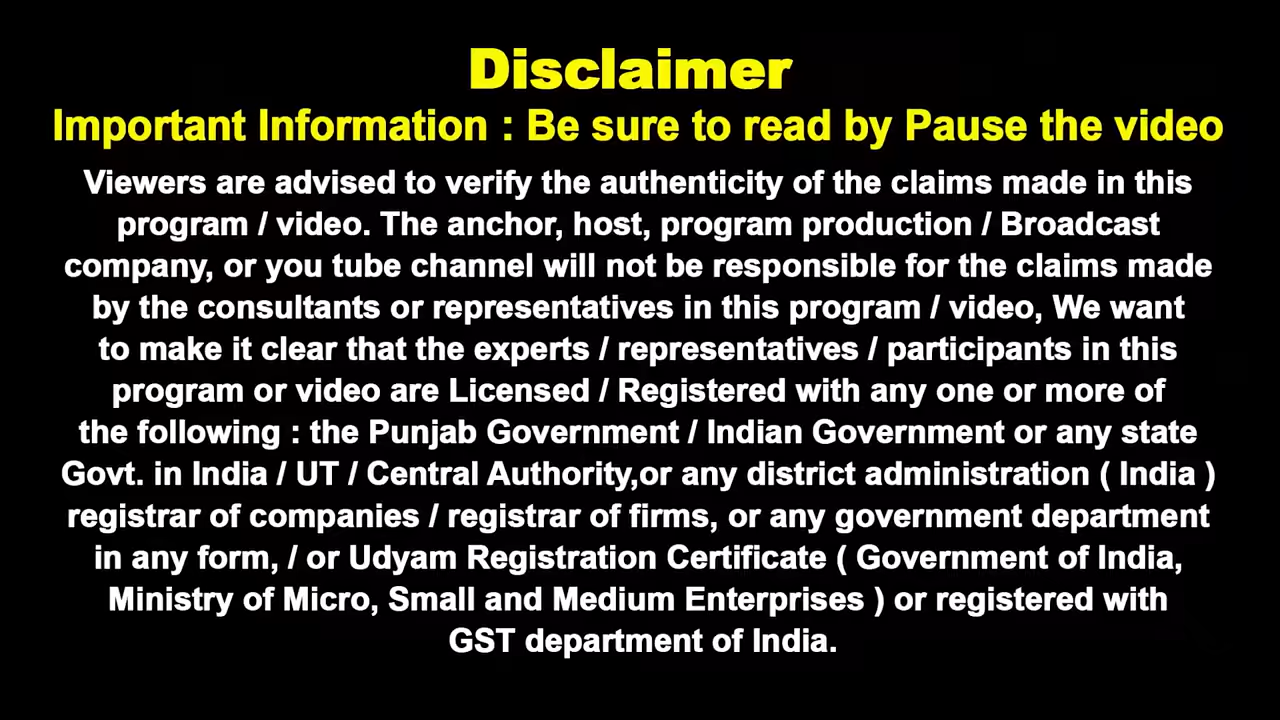 Disclaimer
Important Information : Be sure to read by Pause the video
Viewers are advised to verify the authenticity of the claims made in this
program / video. The anchor, host, program production / Broadcast
company, or you tube channel will not be responsible for the claims made
by the consultants or representatives in this program / video, We want
to make it clear that the experts / representatives / participants in this
program or video are Licensed / Registered with any one or more of
the following : the Punjab Government / Indian Government or any state
Govt. in India / UT / Central Authority,or any district administration ( India )
registrar of companies / registrar of firms, or any government department
in any form, / or Udyam Registration Certificate ( Government of India,
Ministry of Micro, Small and Medium Enterprises ) or registered with
GST department of India.